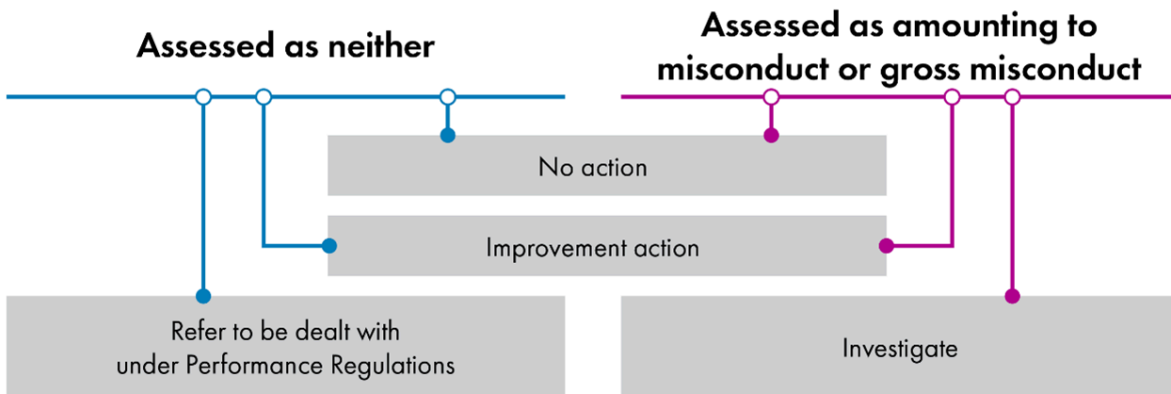 Assessed as neither
Assessed as amounting to
misconduct or gross misconduct
No action
Improvement action
Refer to be dealt with
under Performance Regulations
Investigate